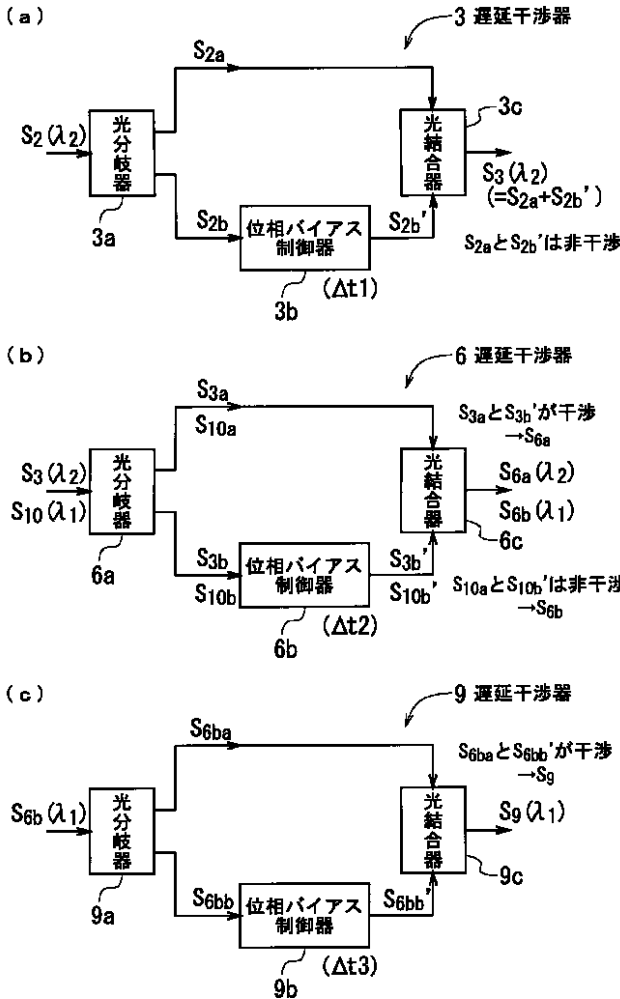 (a)
3 遅延干渉器
S2a
光分岐器
光結合器
3c
S2(λ2)
S3(λ2)
(=S2a+S2b')
3a
S2b
位相バイアス
制御器
S2b'
S2aとS2b'は非干渉
3b
(Δt1)
(b)
6 遅延干渉器
S3a
S10a
S3aとS3b'が干渉
→S6a
光分岐器
光結合器
S3(λ2)
S10(λ1)
S6a(λ2)
S6b(λ1)
6a
6c
S3b
S10b
位相バイアス
制御器
S3b'
S10b'
S10aとS10b'は非干渉
→S6b
6b
(Δt2)
(c)
9 遅延干渉器
S6ba
S6baとS6bb'が干渉
→S9
光分岐器
光結合器
S6b(λ1)
S9(λ1)
9a
9c
S6bb
位相バイアス
制御器
S6bb'
9b
(Δt3)